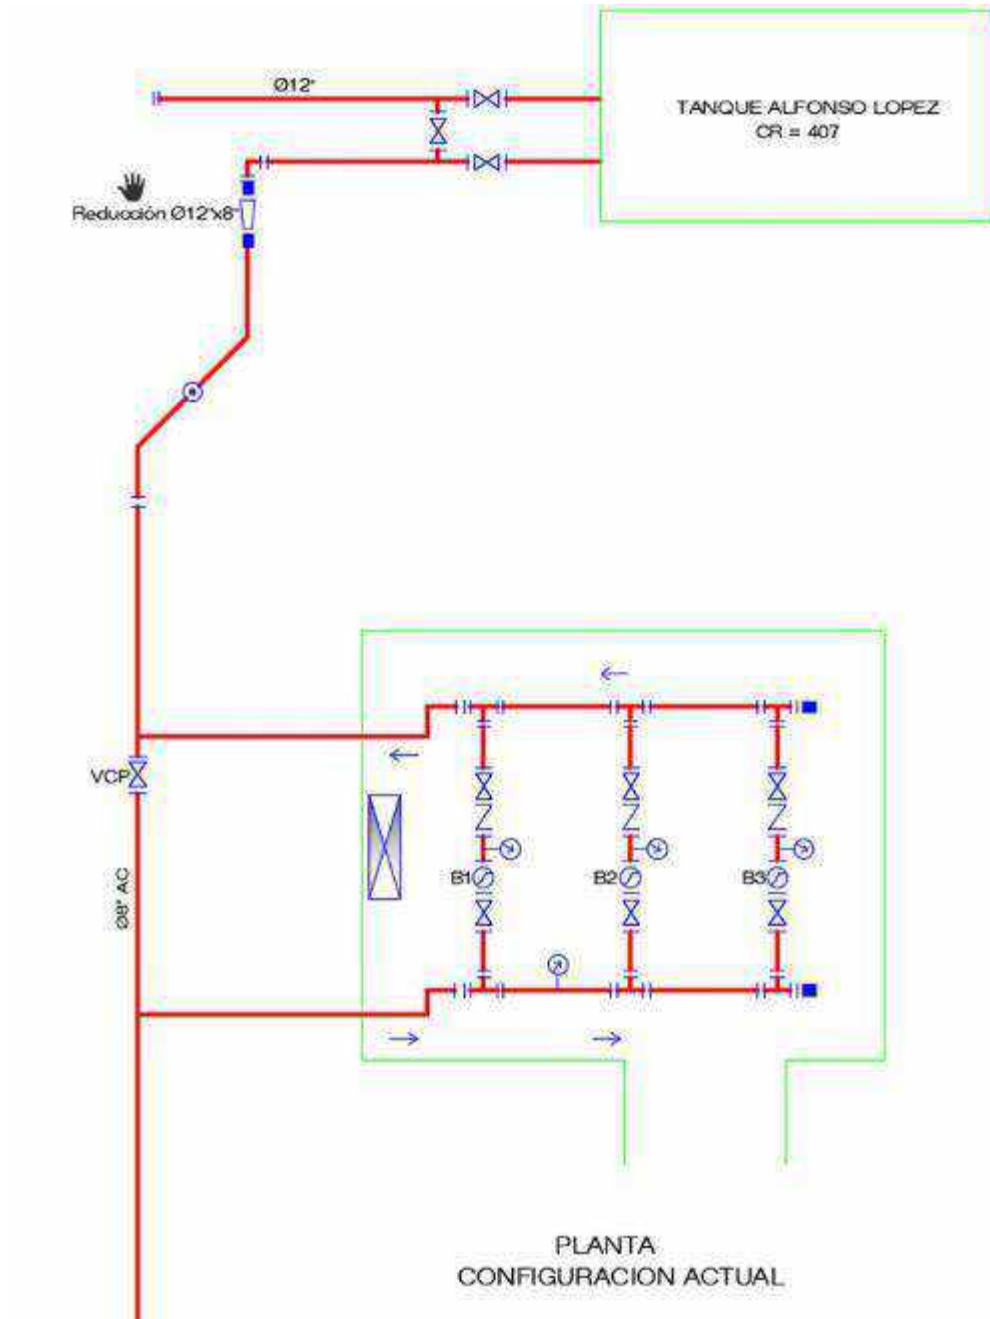 Ø12"
TANQUE ALFONSO LOPEZ
CR = 407
Reducción Ø12"x8"
VCP
B1
B2
B3
Ø8" AC
PLANTA
CONFIGURACION ACTUAL